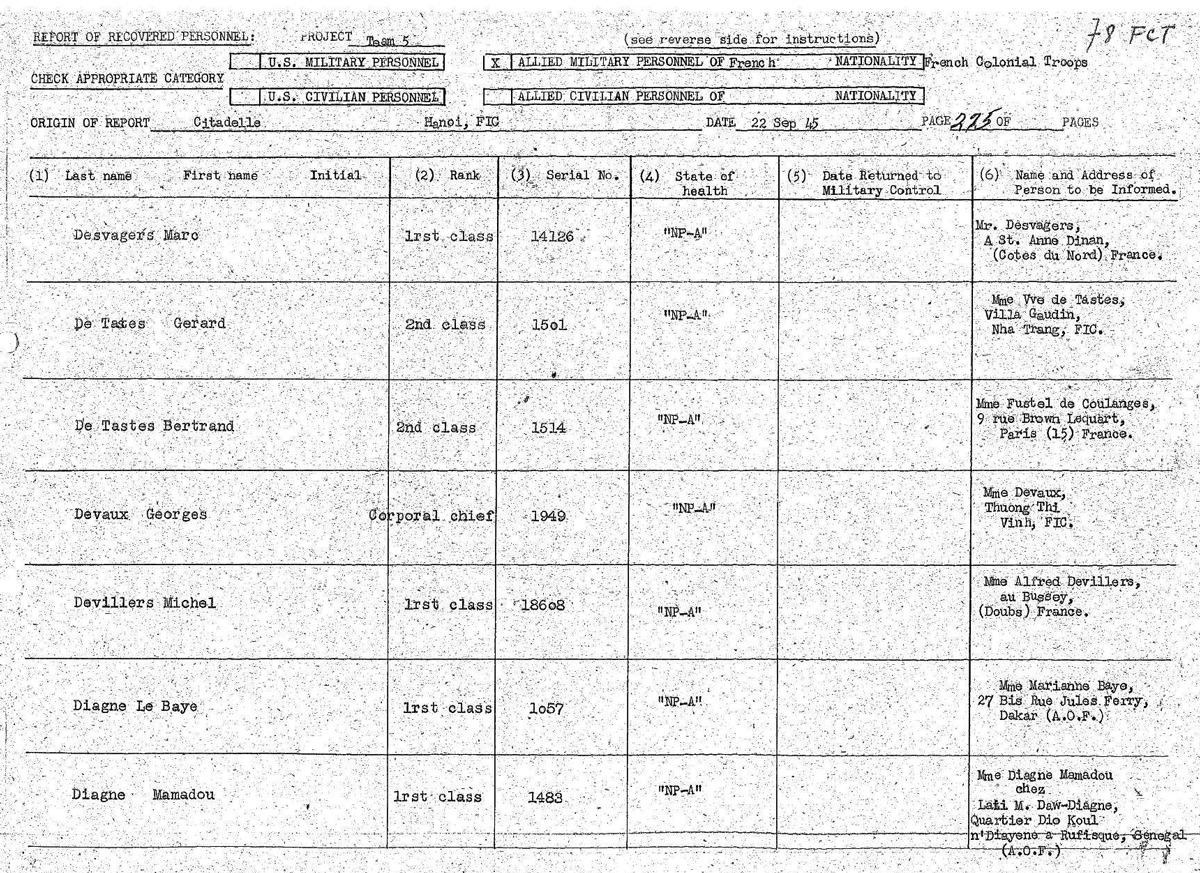 78 FCT
REPORT OF RECOVERED PERSONNEL: PROJECT Team 5 (see reverse side for instructions)
U.S. MILITARY PERSONNEL X ALLIED MILITARY PERSONNEL OF French NATIONALITY French Colonial Troops
CHECK APPROPRIATE CATEGORY
U.S. CIVILIAN PERSONNEL ALLIED CIVILIAN PERSONNEL OF NATIONALITY
ORIGIN OF REPORT Citadelle Hanoi, FIC DATE 22 Sep 45 PAGE 225 OF PAGES
(1) Last name First name Initial (2) Rank (3) Serial No. (4) State of health (5) Date Returned to Military Control (6) Name and Address of Person to be Informed.
Desvagers Marc 1rst class 14126 "NP-A" Mr. Desvagers,
A St. Anne Dinan,
(Cotes du Nord) France.
De Tates Gerard 2nd class 15o1 "NP-A" Mme Vve de Tastes,
Villa Gaudin,
Nha Trang, FIC.
De Tastes Bertrand 2nd class 1514 "NP-A" Mme Fustel de Coulanges,
9 rue Brown Lequart,
Paris (15) France.
Devaux Georges Corporal chief 1949 "NP-A" Mme Devaux,
Thuong Thi
Vinh, FIC.
Devillers Michel 1rst class 186o8 "NP-A" Mme Alfred Devillers,
au Bussey,
(Doubs) France.
Diagne Le Baye 1rst class 1o57 "NP-A" Mme Marianne Baye,
27 Bis Rue Jules Ferry,
Dakar (A.O.F.)
Diagne Mamadou 1rst class 1483 "NP-A" Mme Diagne Mamadou
chez
Lati M. Daw-Diagne,
Quartier Dio Koul
n'Diayene a Rufisque, Senegal
(A.O.F.)